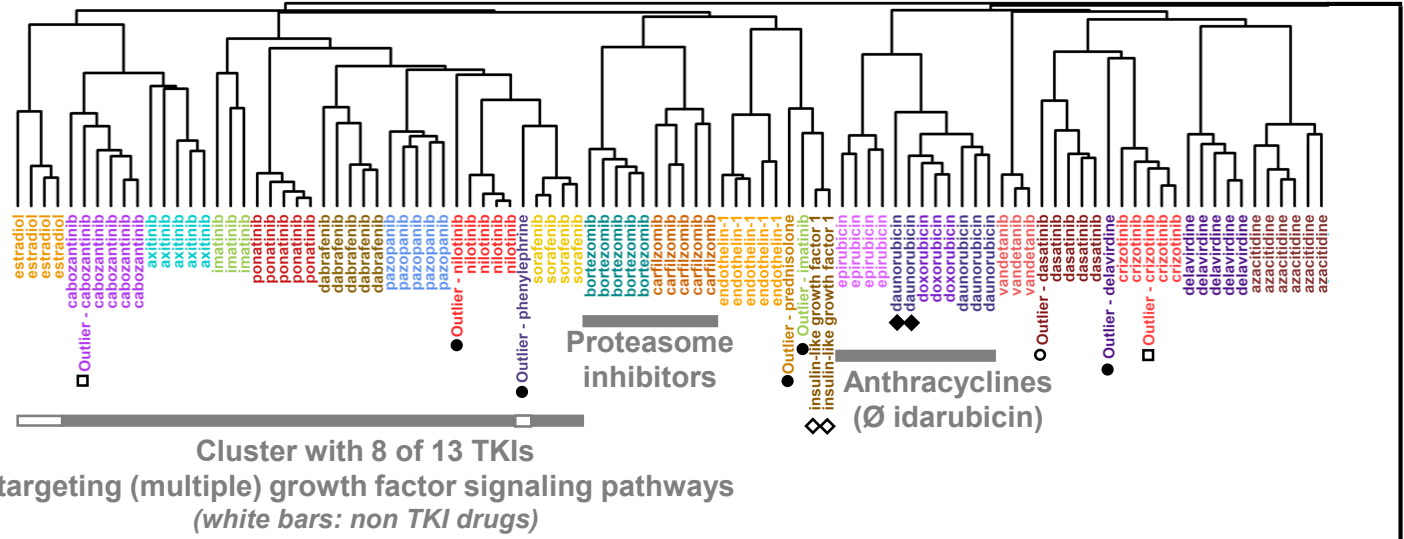 estradiol
estradiol
estradiol
estradiol
cabozantinib
Outlier - cabozantinib
cabozantinib
cabozantinib
cabozantinib
cabozantinib
axitinib
axitinib
axitinib
axitinib
axitinib
imatinib
imatinib
imatinib
ponatinib
ponatinib
ponatinib
ponatinib
ponatinib
dabrafenib
dabrafenib
dabrafenib
dabrafenib
dabrafenib
pazopanib
pazopanib
pazopanib
pazopanib
pazopanib
Outlier - nilotinib
nilotinib
nilotinib
nilotinib
nilotinib
Outlier - phenylephrine
sorafenib
sorafenib
sorafenib
sorafenib
bortezomib
bortezomib
bortezomib
bortezomib
bortezomib
carfilzomib
carfilzomib
carfilzomib
carfilzomib
carfilzomib
endothelin-1
endothelin-1
endothelin-1
endothelin-1
endothelin-1
Outlier - prednisolone
Outlier - imatinib
insulin-like growth factor 1
insulin-like growth factor 1
epirubicin
epirubicin
epirubicin
epirubicin
daunorubicin
daunorubicin
doxorubicin
doxorubicin
doxorubicin
daunorubicin
daunorubicin
daunorubicin
vandetanib
vandetanib
vandetanib
Outlier - dasatinib
dasatinib
dasatinib
dasatinib
dasatinib
Outlier - delavirdine
crizotinib
crizotinib
Outlier - crizotinib
crizotinib
crizotinib
delavirdine
delavirdine
delavirdine
delavirdine
delavirdine
azacitidine
azacitidine
azacitidine
azacitidine
azacitidine
azacitidine
Proteasome
inhibitors
Anthracyclines
(Ø idarubicin)
Cluster with 8 of 13 TKIs
targeting (multiple) growth factor signaling pathways
(white bars: non TKI drugs)